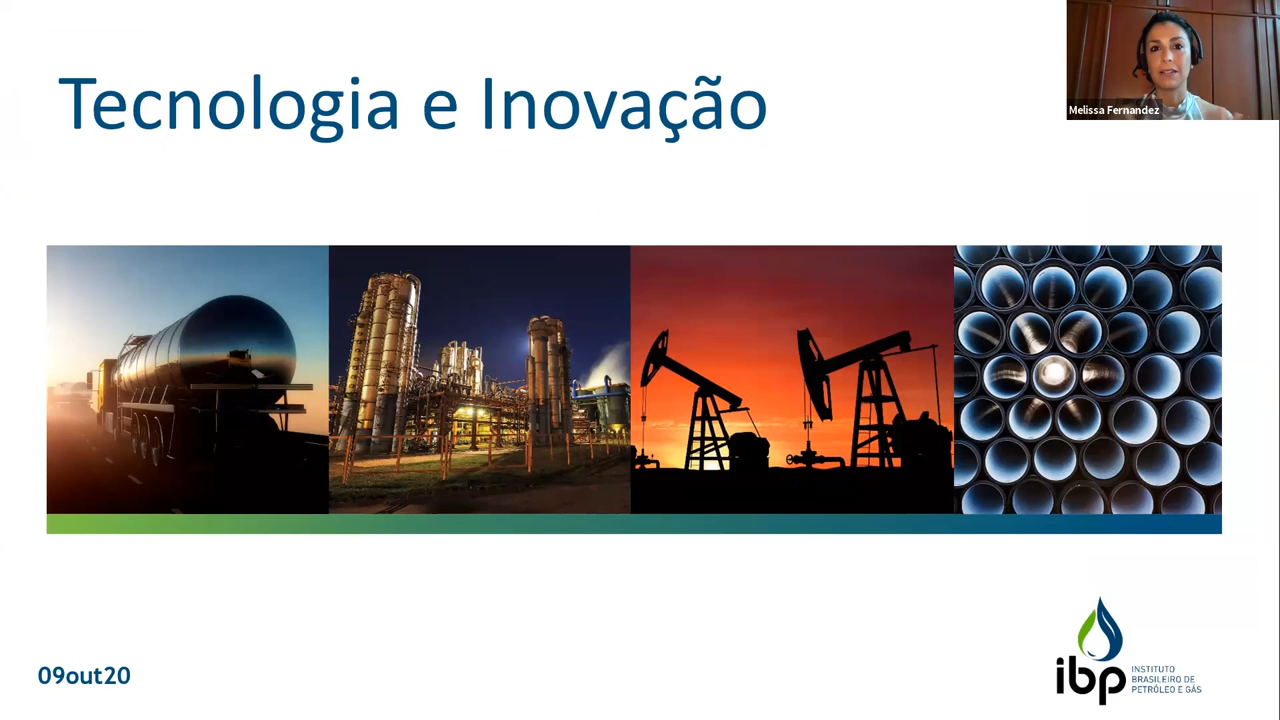 Tecnologia e Inovação
Melissa Fernandez
09out20
ibp
INSTITUTO
BRASILEIRO DE
PETRÓLEO E GÁS